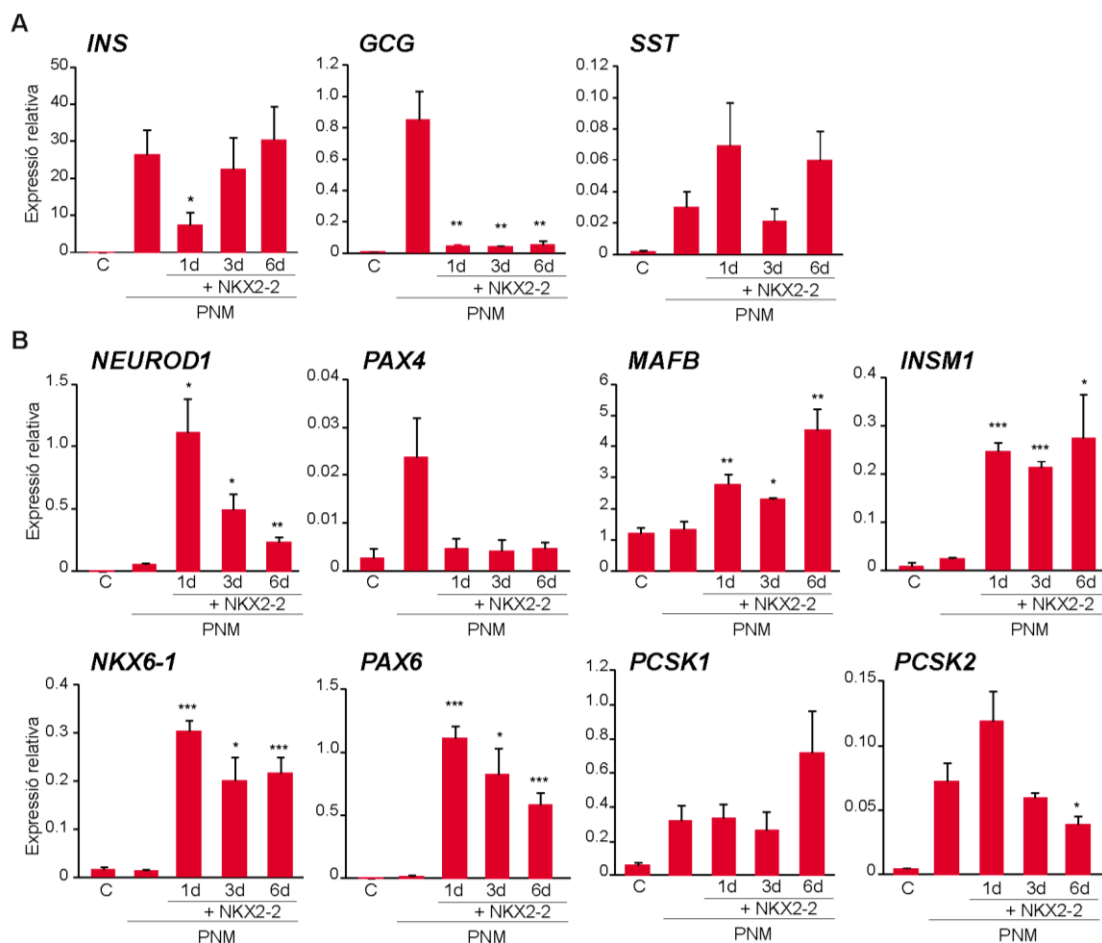 A
INS
GCG
SST
Expressió relativa
50
40
30
20
10
0
*
C
1d
3d
6d
+ NKX2-2
PNM
1.0
0.8
0.6
0.4
0.2
0
**
**
**
C
1d
3d
6d
+ NKX2-2
PNM
0.12
0.10
0.08
0.06
0.04
0.02
0
C
1d
3d
6d
+ NKX2-2
PNM
B
NEUROD1
PAX4
MAFB
INSM1
Expressió relativa
1.5
1.0
0.5
0
*
*
**
C
1d
3d
6d
+ NKX2-2
PNM
0.04
0.03
0.02
0.01
0
C
1d
3d
6d
+ NKX2-2
PNM
6
5
4
3
2
1
0
**
*
**
C
1d
3d
6d
+ NKX2-2
PNM
0.4
0.3
0.2
0.1
0
***
***
*
C
1d
3d
6d
+ NKX2-2
PNM
NKX6-1
PAX6
PCSK1
PCSK2
Expressió relativa
0.4
0.3
0.2
0.1
0
***
*
***
C
1d
3d
6d
+ NKX2-2
PNM
1.5
1.0
0.5
0
***
*
***
C
1d
3d
6d
+ NKX2-2
PNM
1.2
1.0
0.8
0.6
0.4
0.2
0
C
1d
3d
6d
+ NKX2-2
PNM
0.15
0.10
0.05
0
*
C
1d
3d
6d
+ NKX2-2
PNM